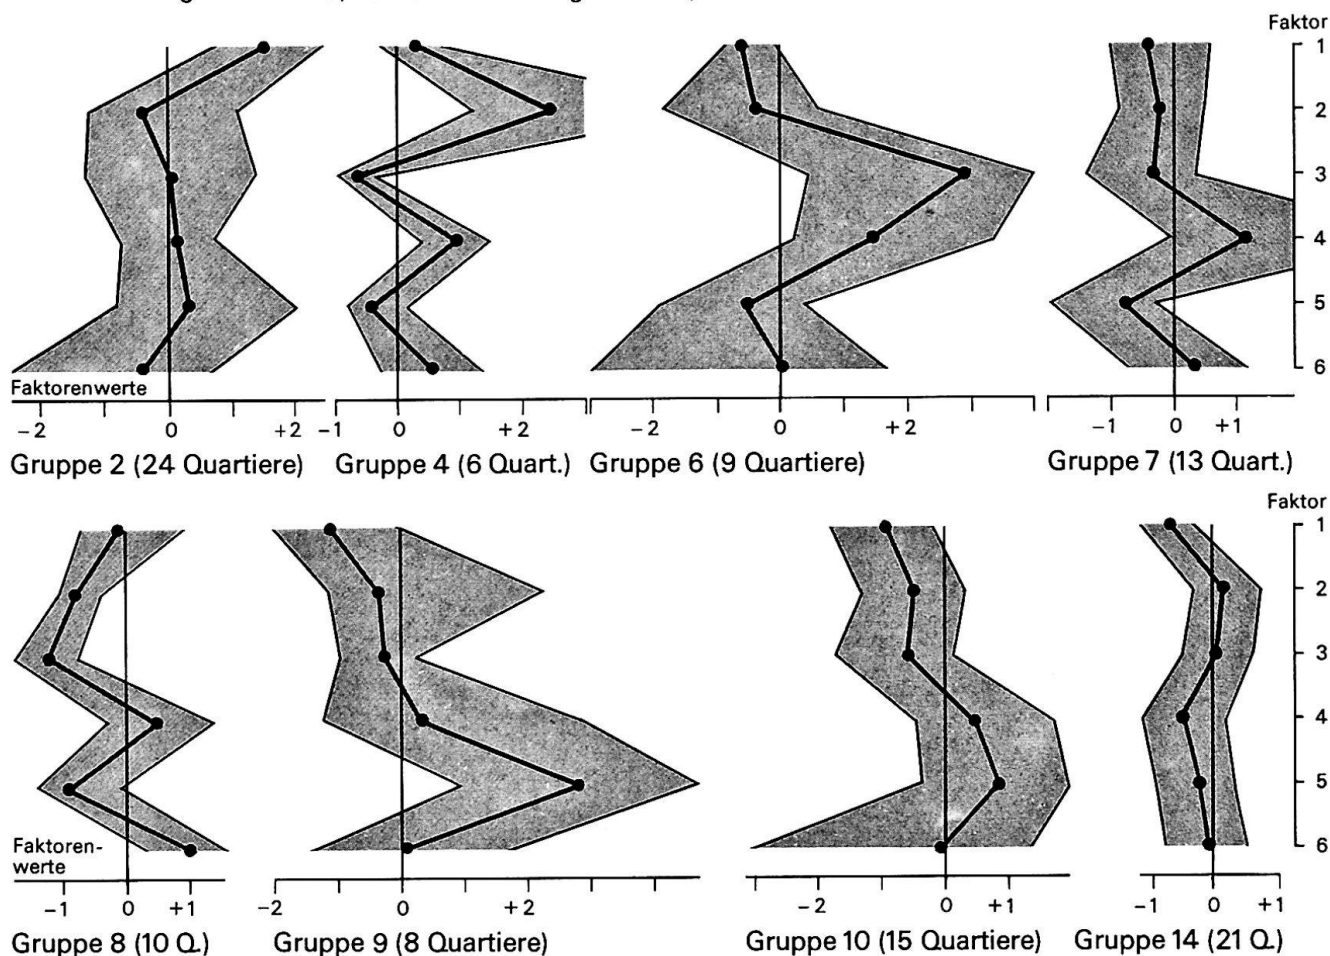 Faktor
1
2
3
4
5
6
Faktorenwerte
-2 0 +2 -1 0 +2 -2 0 +2 -1 0 +1
Gruppe 2 (24 Quartiere) Gruppe 4 (6 Quart.) Gruppe 6 (9 Quartiere) Gruppe 7 (13 Quart.)
Faktor
1
2
3
4
5
6
Faktoren-
werte
-1 0 +1 -2 0 +2 -3 -2 0 +1 -1 0 +1
Gruppe 8 (10 Q.) Gruppe 9 (8 Quartiere) Gruppe 10 (15 Quartiere) Gruppe 14 (21 Q.)